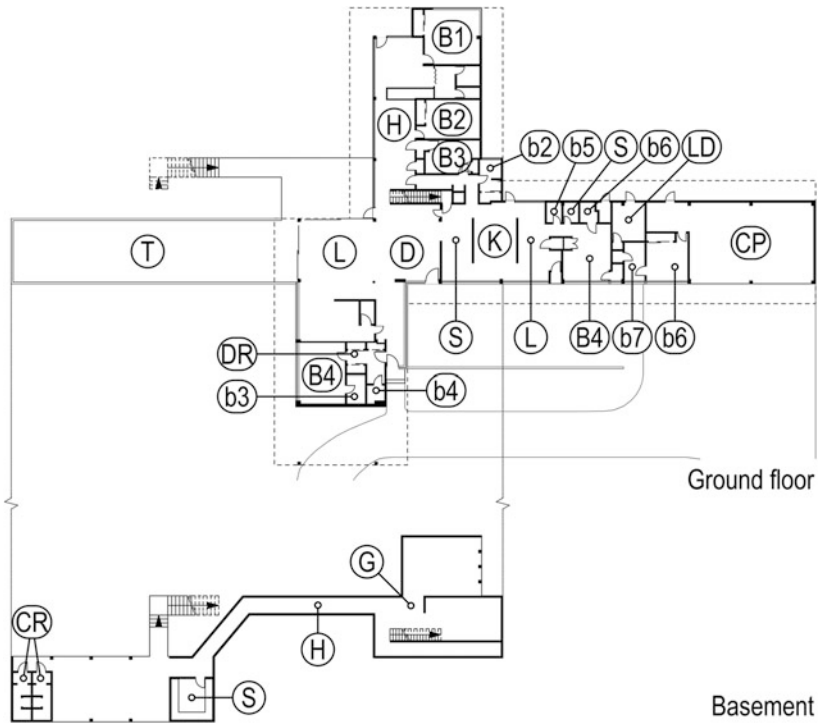 B1
B2
H
B3
b2
b5
S
b6
LD
T
L
D
K
CP
S
L
B4
b7
b6
DR
B4
b3
b4
Ground floor
G
CR
H
S
Basement